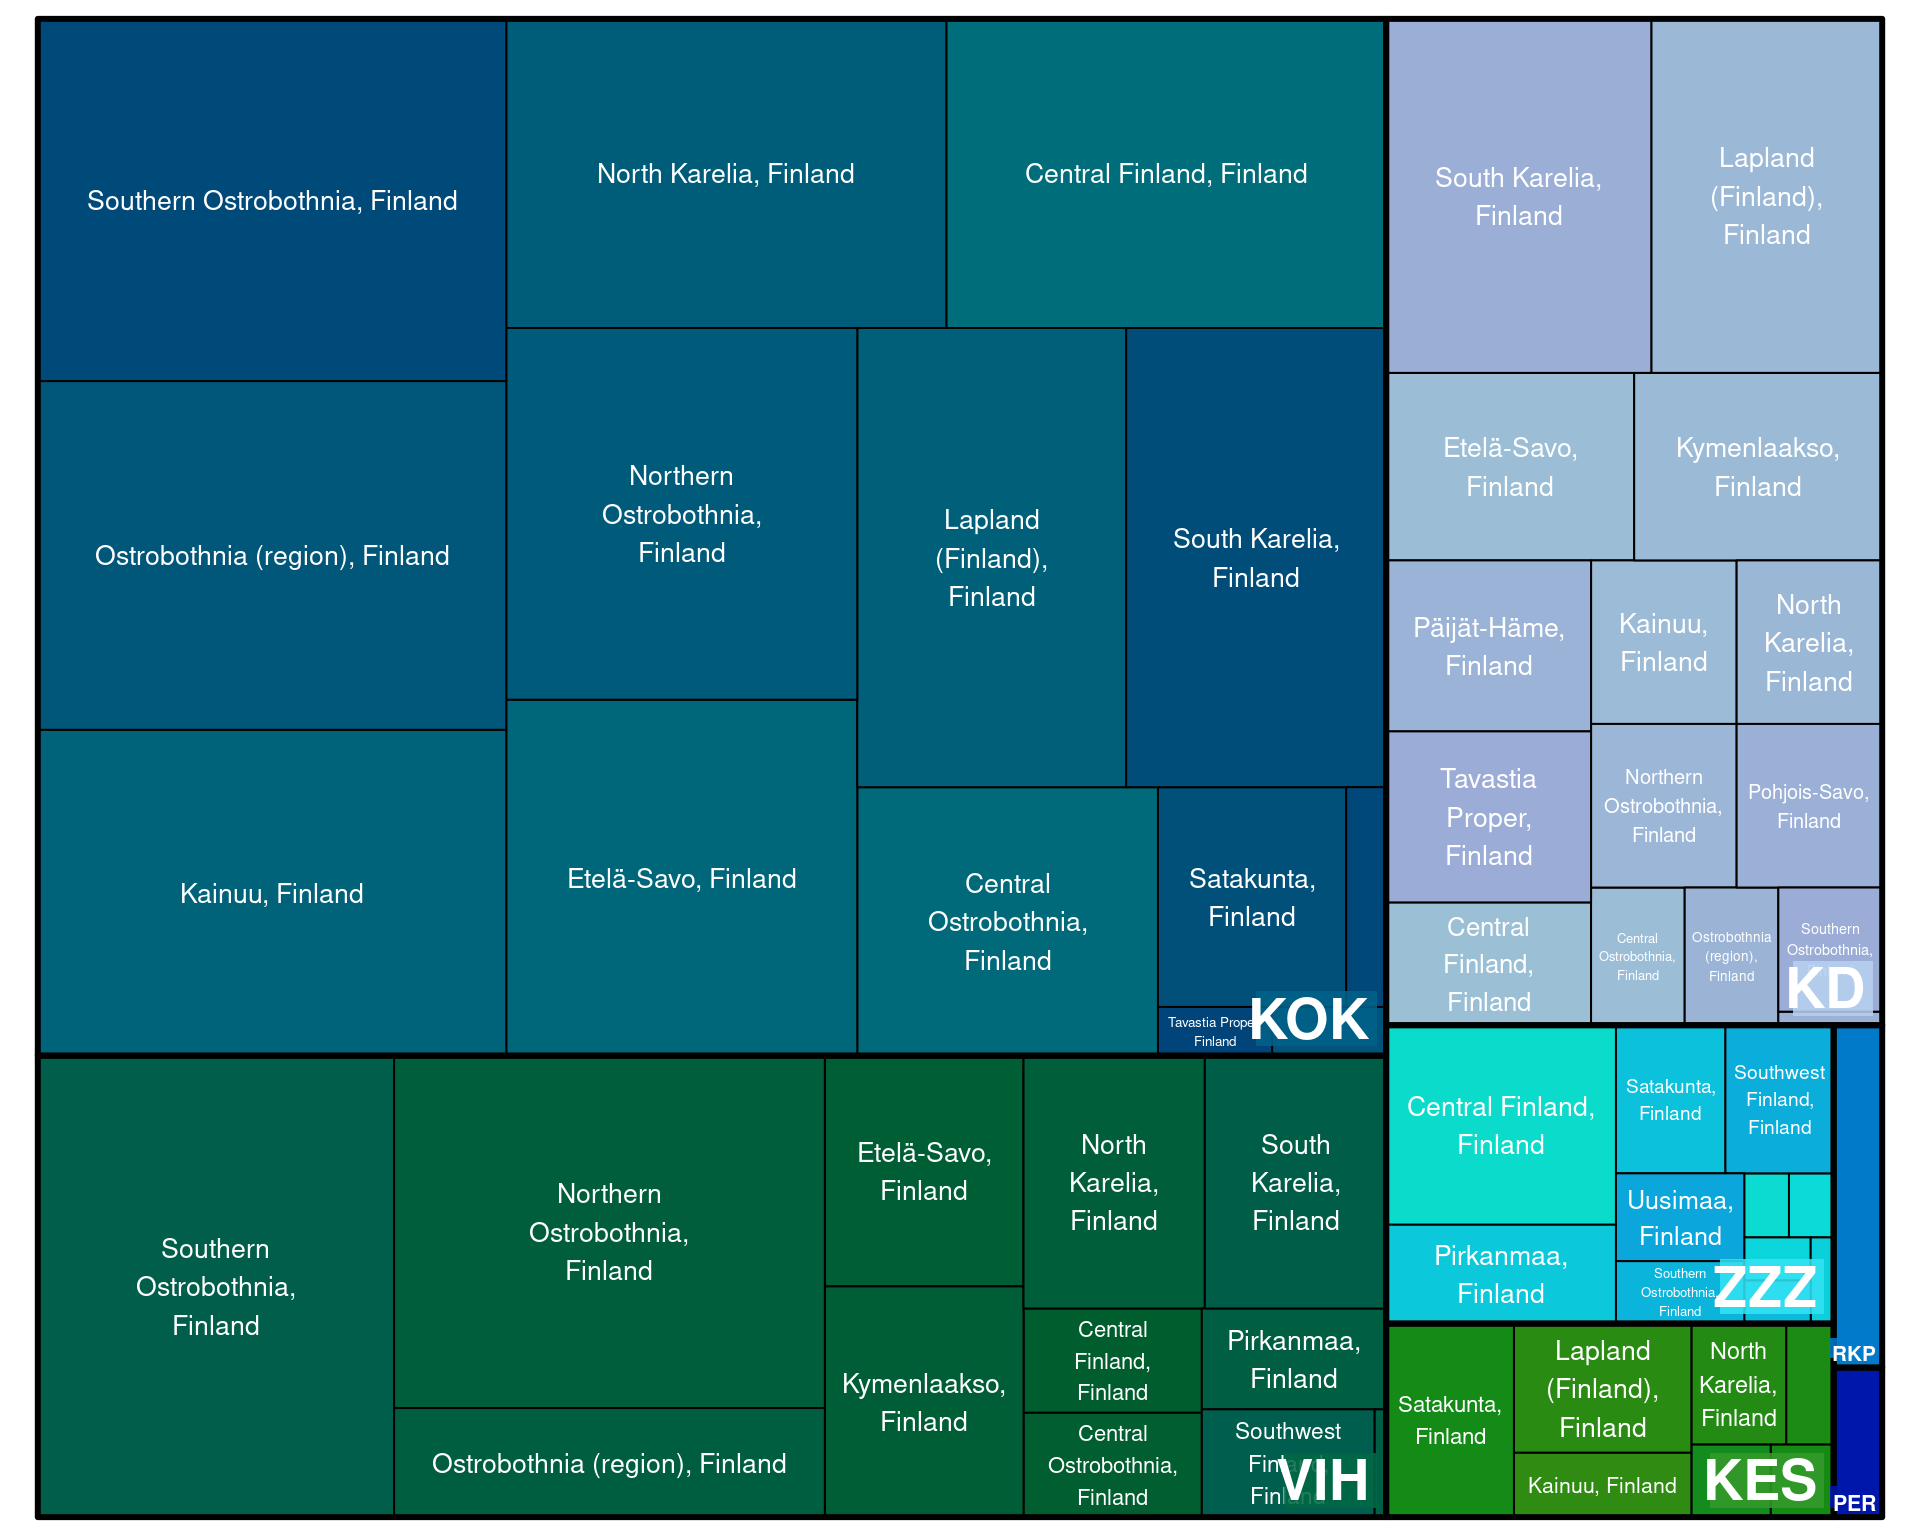 Southern Ostrobothnia, Finland
North Karelia, Finland
Central Finland, Finland
Ostrobothnia (region), Finland
Northern
Ostrobothnia,
Finland
Lapland
(Finland),
Finland
South Karelia,
Finland
Kainuu, Finland
Etelä-Savo, Finland
Central
Ostrobothnia,
Finland
Satakunta,
Finland
Tavastia Prope
Finland
KOK
South Karelia,
Finland
Lapland
(Finland),
Finland
Etelä-Savo,
Finland
Kymenlaakso,
Finland
Päijät-Häme,
Finland
Kainuu,
Finland
North
Karelia,
Finland
Tavastia
Proper,
Finland
Northern
Ostrobothnia,
Finland
Pohjois-Savo,
Finland
Central
Finland,
Finland
Central
Ostrobothnia,
Finland
Ostrobothnia
(region),
Finland
Southern
Ostrobothnia,
KD
Southern
Ostrobothnia,
Finland
Northern
Ostrobothnia,
Finland
Ostrobothnia (region), Finland
Etelä-Savo,
Finland
Kymenlaakso,
Finland
North
Karelia,
Finland
South
Karelia,
Finland
Central
Finland,
Finland
Pirkanmaa,
Finland
Central
Ostrobothnia,
Finland
Southwest
Finland,
Finland
VIH
Central Finland,
Finland
Satakunta,
Finland
Southwest
Finland,
Finland
Pirkanmaa,
Finland
Uusimaa,
Finland
Southern
Ostrobothnia,
Finland
ZZZ
RKP
Satakunta,
Finland
Lapland
(Finland),
Finland
North
Karelia,
Finland
Kainuu, Finland
KES
PER